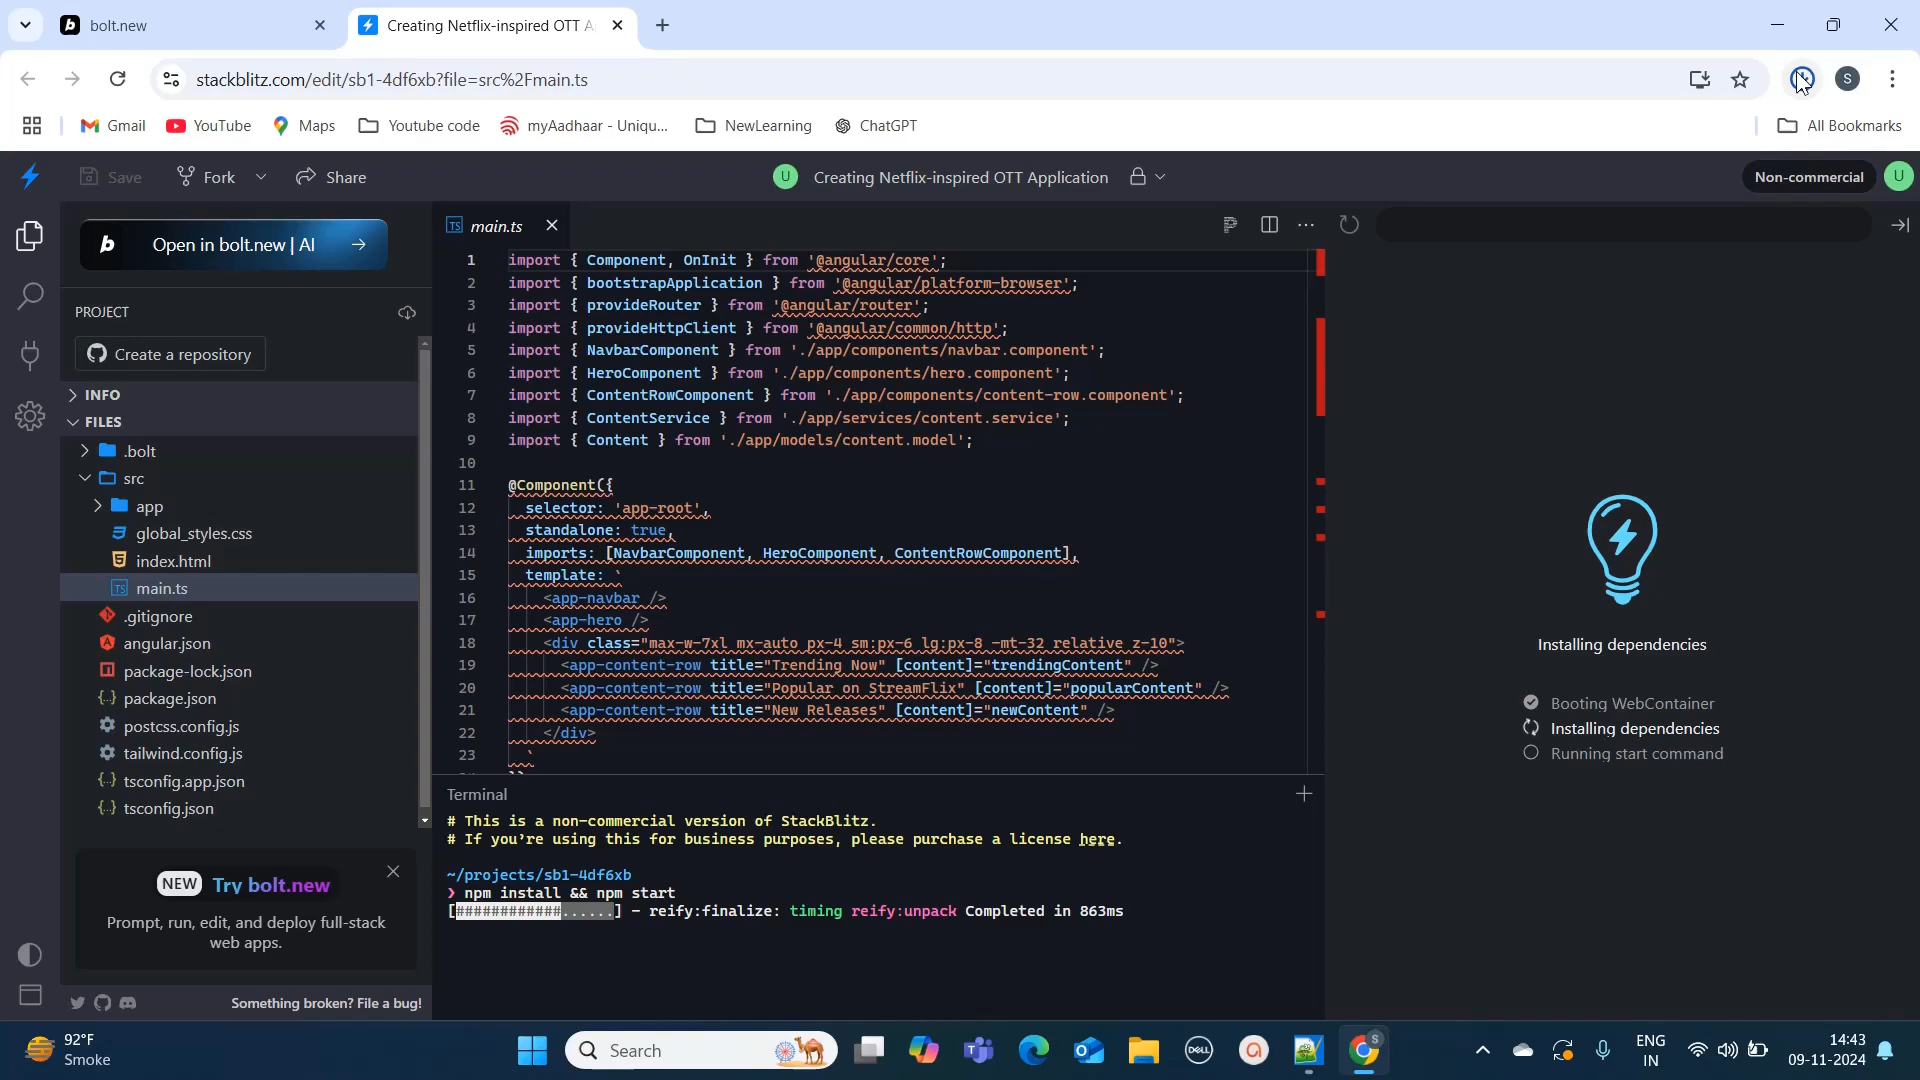 bolt.new
Creating Netflix-inspired OTT A
stackblitz.com/edit/sb1-4df6xb?file=src%2Fmain.ts
S
Gmail
YouTube
Maps
Youtube code
myAadhaar - Uniqu...
NewLearning
ChatGPT
All Bookmarks
Save
Fork
Share
U
Creating Netflix-inspired OTT Application
Non-commercial
U
b
Open in bolt.new | AI
PROJECT
Create a repository
INFO
FILES
.bolt
src
app
global_styles.css
index.html
TS main.ts
.gitignore
angular.json
package-lock.json
package.json
postcss.config.js
tailwind.config.js
tsconfig.app.json
tsconfig.json
NEW Try bolt.new
Prompt, run, edit, and deploy full-stack
web apps.
Something broken? File a bug!
TS main.ts
1 import { Component, OnInit } from '@angular/core';
2 import { bootstrapApplication } from '@angular/platform-browser';
3 import { provideRouter } from '@angular/router';
4 import { provideHttpClient } from '@angular/common/http';
5 import { NavbarComponent } from './app/components/navbar.component';
6 import { HeroComponent } from './app/components/hero.component';
7 import { ContentRowComponent } from './app/components/content-row.component';
8 import { ContentService } from './app/services/content.service';
9 import { Content } from './app/models/content.model';
10
11 @Component({
12 selector: 'app-root',
13 standalone: true,
14 imports: [NavbarComponent, HeroComponent, ContentRowComponent],
15 template: `
16 <app-navbar />
17 <app-hero />
18 <div class="max-w-7xl mx-auto px-4 sm:px-6 lg:px-8 -mt-32 relative z-10">
19 <app-content-row title="Trending Now" [content]="trendingContent" />
20 <app-content-row title="Popular on StreamFlix" [content]="popularContent" />
21 <app-content-row title="New Releases" [content]="newContent" />
22 </div>
23 `
Terminal
# This is a non-commercial version of StackBlitz.
# If you're using this for business purposes, please purchase a license here.
~/projects/sb1-4df6xb
❯ npm install && npm start
[############......] - reify:finalize: timing reify:unpack Completed in 863ms
Installing dependencies
Booting WebContainer
Installing dependencies
Running start command
92°F
Smoke
Search
DELL
S
ENG
IN
14:43
09-11-2024